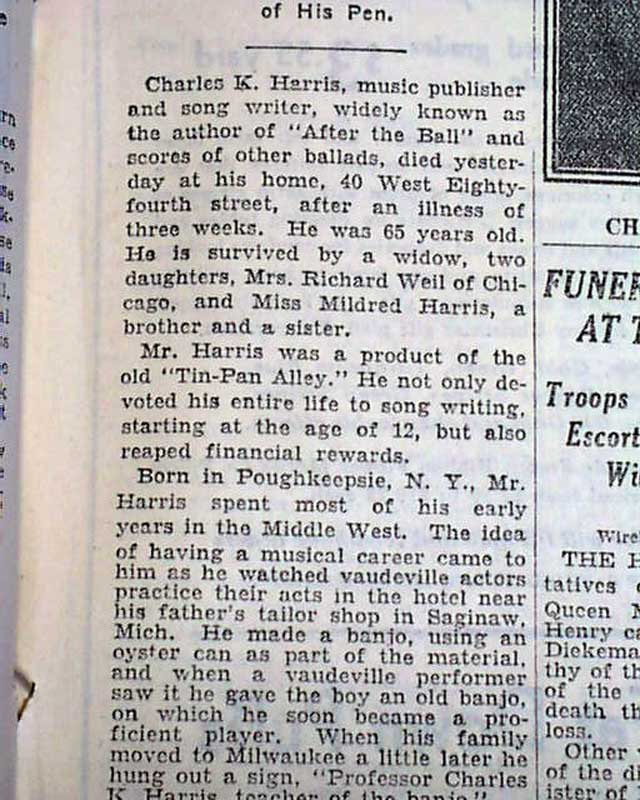 of His Pen.
Charles K. Harris, music publisher
and song writer, widely known as
the author of "After the Ball" and
scores of other ballads, died yester-
day at his home, 40 West Eighty-
fourth street, after an illness of
three weeks. He was 65 years old.
He is survived by a widow, two
daughters, Mrs. Richard Weil of Chi-
cago, and Miss Mildred Harris, a
brother and a sister.
Mr. Harris was a product of the
old "Tin-Pan Alley." He not only de-
voted his entire life to song writing,
starting at the age of 12, but also
reaped financial rewards.
Born in Poughkeepsie, N. Y., Mr.
Harris spent most of his early
years in the Middle West. The idea
of having a musical career came to
him as he watched vaudeville actors
practice their acts in the hotel near
his father's tailor shop in Saginaw,
Mich. He made a banjo, using an
oyster can as part of the material,
and when a vaudeville performer
saw it he gave the boy an old banjo,
on which he soon became a pro-
ficient player. When his family
moved to Milwaukee a little later he
hung out a sign, "Professor Charles
K. Harris, teacher of the banjo"
CH
FUNER
AT T
Troops
Escort
Wi
Wirel
THE H
tatives
Queen M
Henry ca
Dickema
thy of th
of the
death th
loss.
Other
of the di
ister of